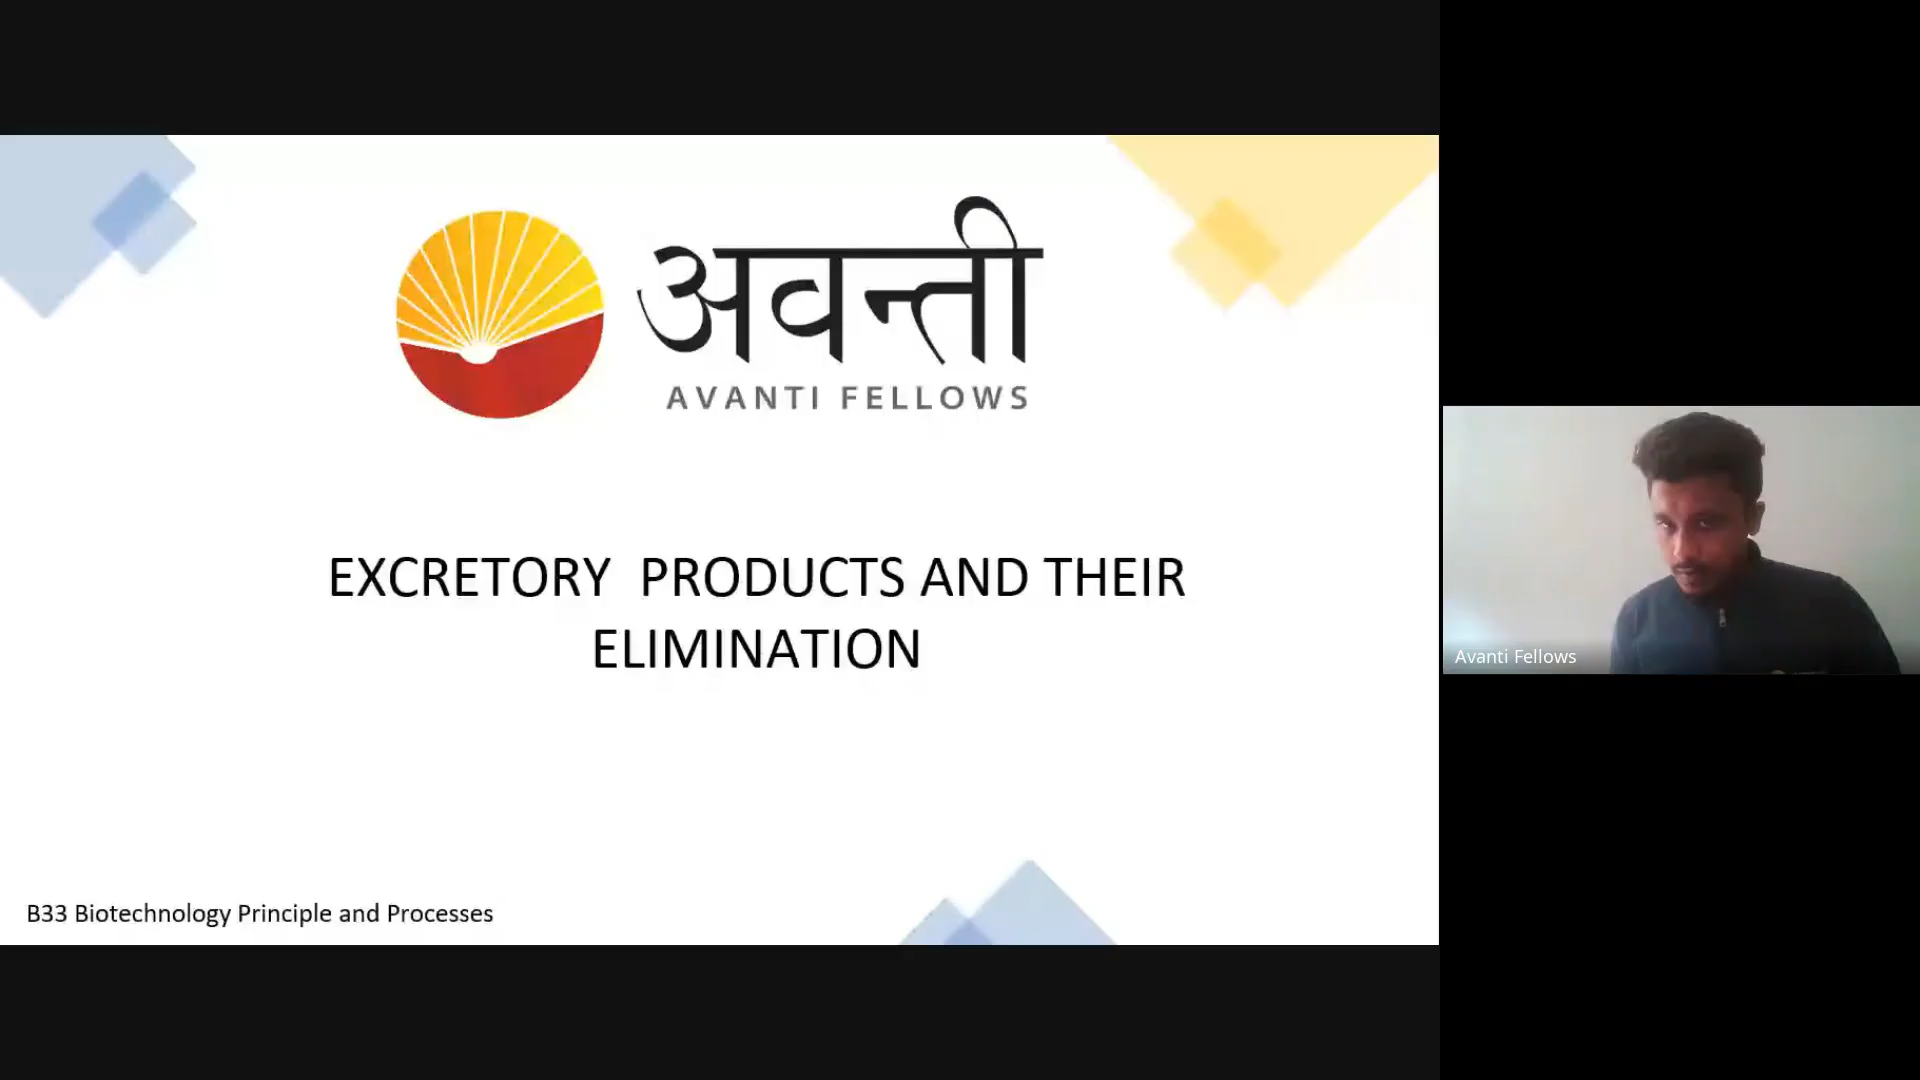 अवन्ती
AVANTI FELLOWS
EXCRETORY PRODUCTS AND THEIR
ELIMINATION
B33 Biotechnology Principle and Processes
Avanti Fellows